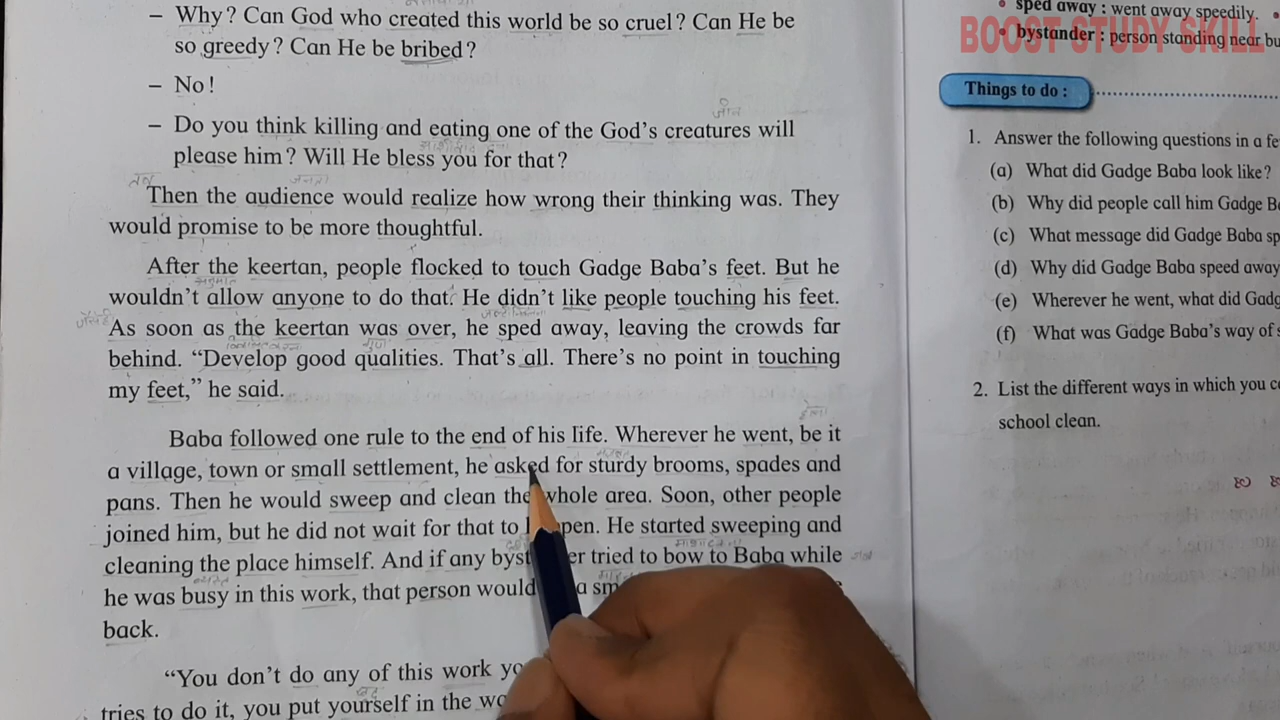 – Why? Can God who created this world be so cruel? Can He be
so greedy? Can He be bribed?
– No!
– Do you think killing and eating one of the God's creatures will
please him? Will He bless you for that?
Then the audience would realize how wrong their thinking was. They
would promise to be more thoughtful.
After the keertan, people flocked to touch Gadge Baba's feet. But he
wouldn't allow anyone to do that. He didn't like people touching his feet.
As soon as the keertan was over, he sped away, leaving the crowds far
behind. “Develop good qualities. That's all. There's no point in touching
my feet,” he said.
Baba followed one rule to the end of his life. Wherever he went, be it
a village, town or small settlement, he asked for sturdy brooms, spades and
pans. Then he would sweep and clean the whole area. Soon, other people
joined him, but he did not wait for that to. He started sweeping and
cleaning the place himself. And if any tried to bow to Baba while
he was busy in this work, that person would a
back.
“You don't do any of this work
tries to do it, you put yourself in the
• sped away : went away speedily. •
• bystander : person standing near
BOOST STUDY SKILL
Things to do :
1. Answer the following questions in a
(a) What did Gadge Baba look like?
(b) Why did people call him Gadge
(c) What message did Gadge Baba
(d) Why did Gadge Baba speed away
(e) Wherever he went, what did
(f) What was Gadge Baba's way of
2. List the different ways in which you
school clean.